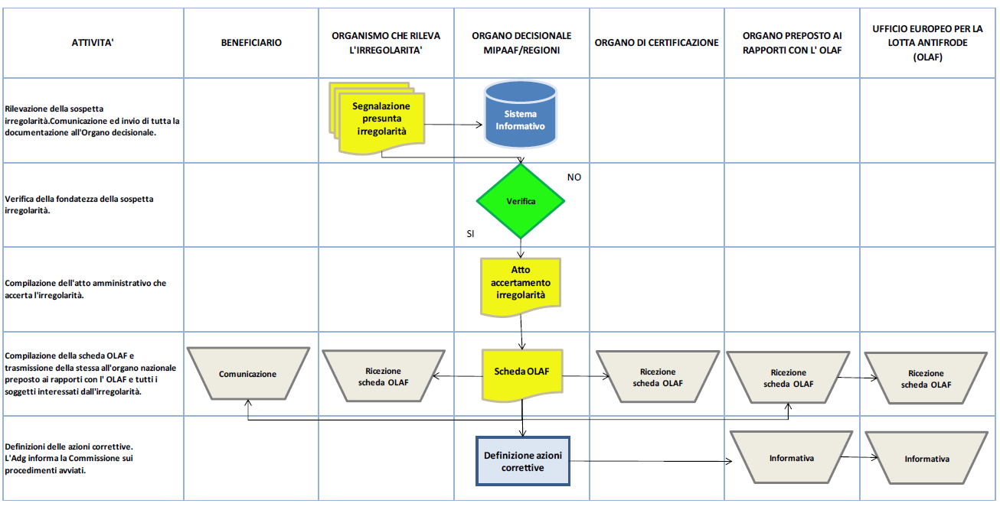 ATTIVITA'
BENEFICIARIO
ORGANISMO CHE RILEVA
L'IRREGOLARITA'
ORGANO DECISIONALE
MIPAAF/REGIONI
ORGANO DI CERTIFICAZIONE
ORGANO PREPOSTO AI
RAPPORTI CON L' OLAF
UFFICIO EUROPEO PER LA
LOTTA ANTIFRODE
(OLAF)
Rilevazione della sospetta
irregolarità.Comunicazione ed invio di tutta la
documentazione all'Organo decisionale.
Segnalazione
presunta
irregolarità
Sistema
Informativo
Verifica della fondatezza della sospetta
irregolarità.
NO
Verifica
SI
Compilazione dell'atto amministrativo che
accerta l'irregolarità.
Atto
accertamento
irregolarità
Compilazione della scheda OLAF e
trasmissione della stessa all'organo nazionale
preposto ai rapporti con l' OLAF e tutti i
soggetti interessati dall'irregolarità.
Comunicazione
Ricezione
scheda OLAF
Scheda OLAF
Ricezione
scheda OLAF
Ricezione
scheda OLAF
Ricezione
scheda OLAF
Definizioni delle azioni correttive.
L'Adg informa la Commissione sui
procedimenti avviati.
Definizione azioni
correttive
Informativa
Informativa